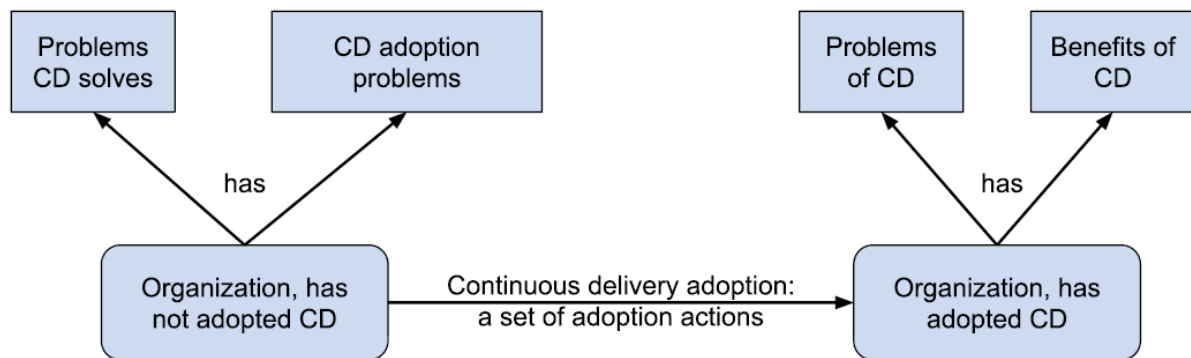 Problems
CD solves
CD adoption
problems
Problems
of CD
Benefits of
CD
has
has
Organization, has
not adopted CD
Continuous delivery adoption:
a set of adoption actions
Organization, has
adopted CD